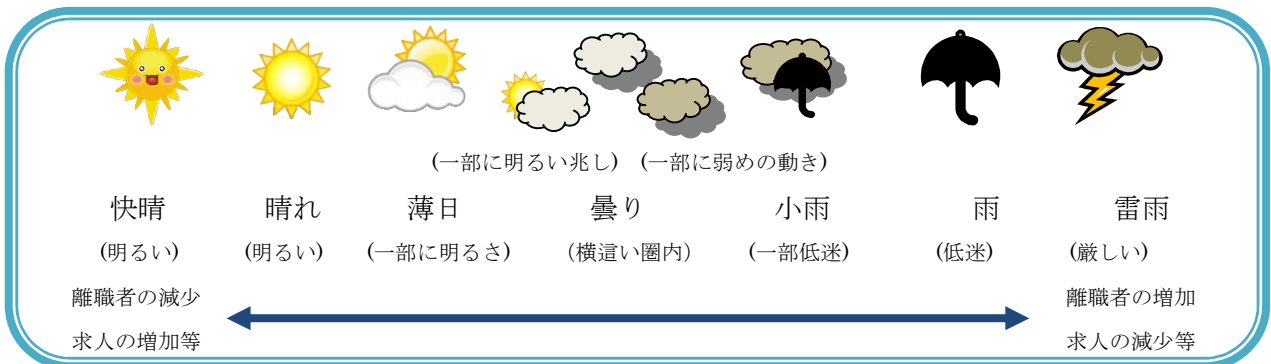 (一部に明るい兆し) (一部に弱めの動き)
快晴 晴れ 薄日 曇り 小雨 雨 雷雨
(明るい) (明るい) (一部に明るさ) (横這い圏内) (一部低迷) (低迷) (厳しい)
離職者の減少 離職者の増加
求人の増加等 求人の減少等